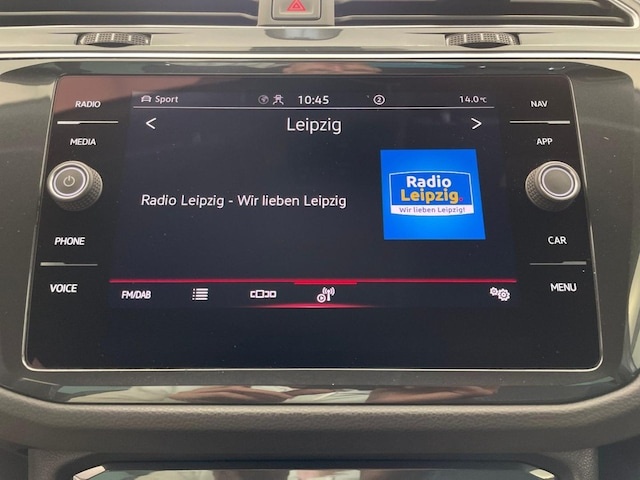 RADIO
MEDIA
PHONE
VOICE
Sport
10:45
2
14.0°C
< Leipzig >
Radio Leipzig - Wir lieben Leipzig
Radio
Leipzig
Wir lieben Leipzig!
FM/DAB
NAV
APP
CAR
MENU